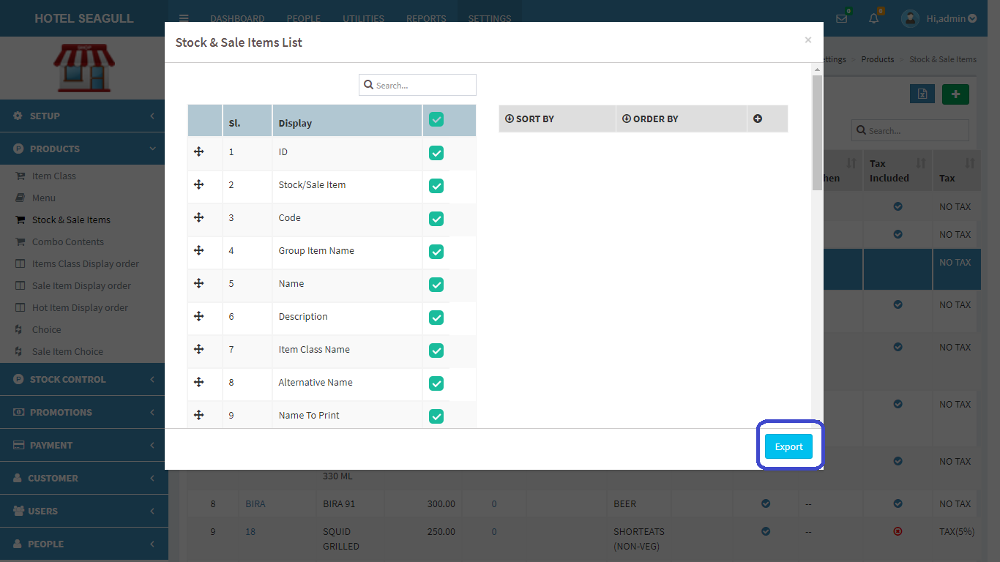 HOTEL SEAGULL
DASHBOARD PEOPLE UTILITIES REPORTS SETTINGS
0 0 Hi,admin
SHOP
Stock & Sale Items List ×
ettings > Products > Stock & Sale Items
Search...
Search...
SETUP
PRODUCTS
Item Class
Menu
Stock & Sale Items
Combo Contents
Items Class Display order
Sale Item Display order
Hot Item Display order
Choice
Sale Item Choice
STOCK CONTROL
PROMOTIONS
PAYMENT
CUSTOMER
USERS
PEOPLE
Sl. Display
1 ID
2 Stock/Sale Item
3 Code
4 Group Item Name
5 Name
6 Description
7 Item Class Name
8 Alternative Name
9 Name To Print
SORT BY ORDER BY
hen Tax Included Tax
NO TAX
NO TAX
NO TAX
NO TAX
NO TAX
NO TAX
NO TAX
Export
330 ML
8 BIRA BIRA 91 300.00 0 BEER -- NO TAX
9 18 SQUID 250.00 0 SHORTEATS -- TAX(5%)
GRILLED (NON-VEG)